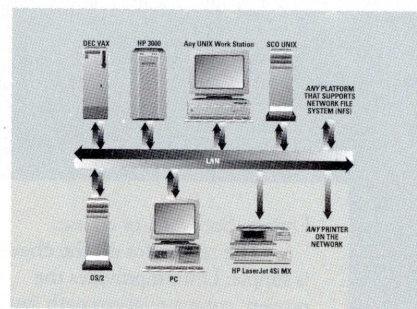 DEC VAX
HP 3000
Any UNIX Work Station
SCO UNIX
ANY PLATFORM
THAT SUPPORTS
NETWORK FILE
SYSTEM (NFS)
LAN
OS/2
PC
HP LaserJet 4Si MX
ANY PRINTER
ON THE
NETWORK